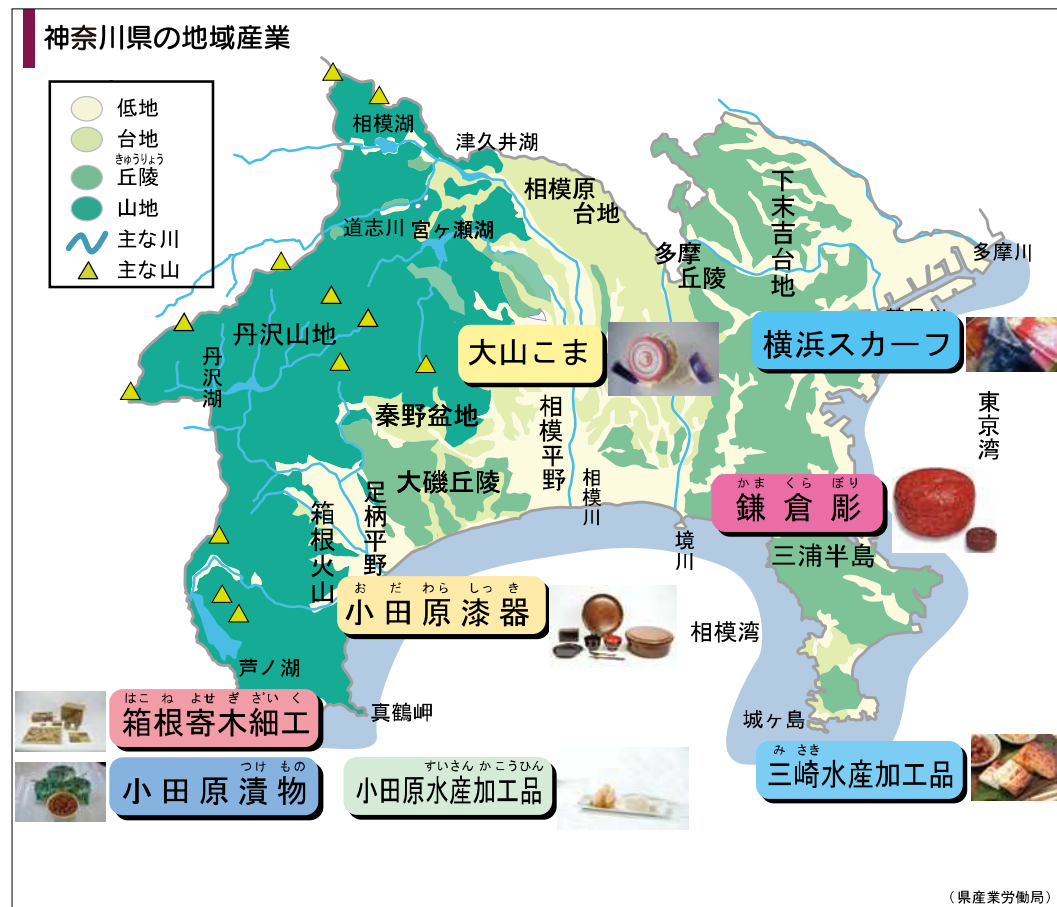 神奈川県の地域産業
低地
台地
きゅうりょう
丘陵
山地
主な川
主な山
相模湖
津久井湖
相模原
台地
下末吉台地
道志川
宮ヶ瀬湖
多摩
丘陵
多摩川
丹沢山地
丹沢湖
大山こま
横浜スカーフ
秦野盆地
相模平野
東京湾
大磯丘陵
足柄平野
相模川
箱根火山
かま くら ぼり
鎌倉彫
境川
三浦半島
お だ わら しっ き
小田原漆器
相模湾
芦ノ湖
はこ ね よせ ぎ ざい く
箱根寄木細工
真鶴岬
城ヶ島
つけ もの
小田原漬物
すいさん か こうひん
小田原水産加工品
み さき
三崎水産加工品
（県産業労働局）